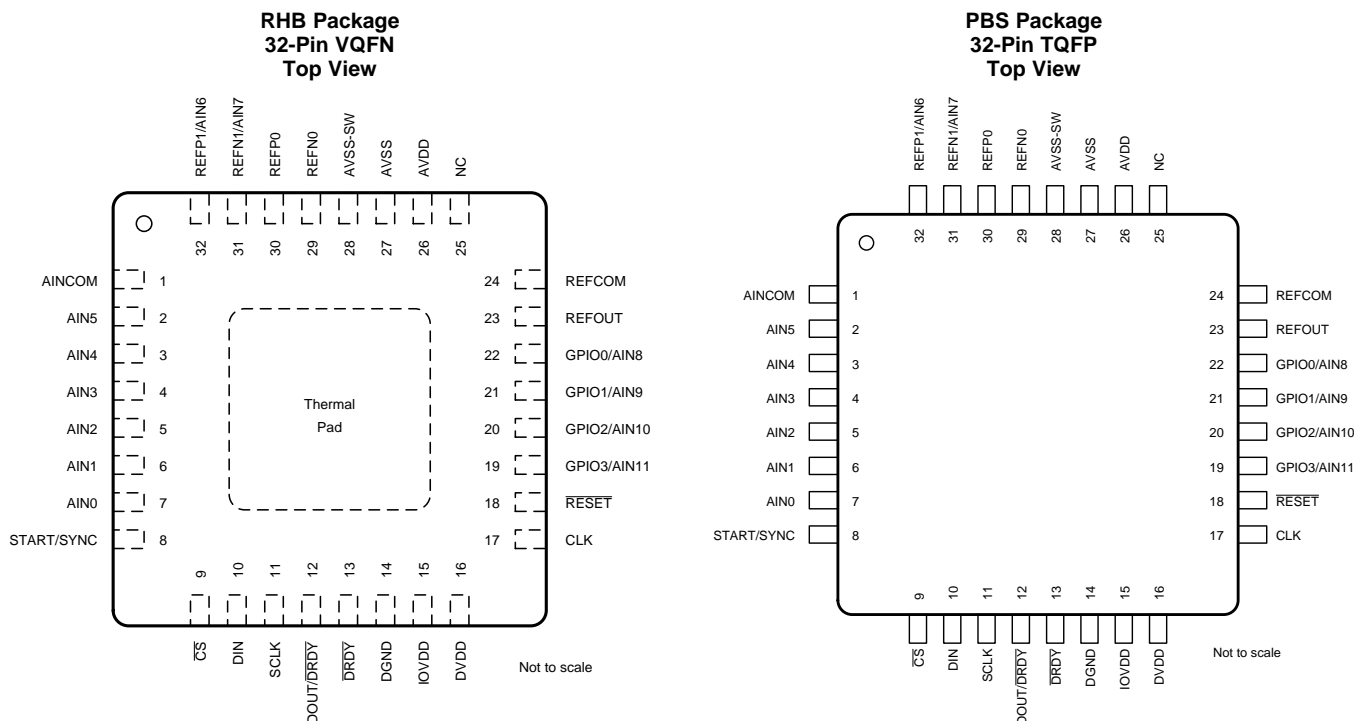 RHB Package
32-Pin VQFN
Top View
REFP1/AIN6
REFN1/AIN7
REFP0
REFN0
AVSS-SW
AVSS
AVDD
NC
32
31
30
29
28
27
26
25
AINCOM 1
AIN5 2
AIN4 3
AIN3 4
AIN2 5
AIN1 6
AIN0 7
START/SYNC 8
Thermal
Pad
24 REFCOM
23 REFOUT
22 GPIO0/AIN8
21 GPIO1/AIN9
20 GPIO2/AIN10
19 GPIO3/AIN11
18 RESET
17 CLK
9
10
11
12
13
14
15
16
CS
DIN
SCLK
DOUT/DRDY
DRDY
DGND
IOVDD
DVDD
Not to scale
PBS Package
32-Pin TQFP
Top View
REFP1/AIN6
REFN1/AIN7
REFP0
REFN0
AVSS-SW
AVSS
AVDD
NC
32
31
30
29
28
27
26
25
AINCOM 1
AIN5 2
AIN4 3
AIN3 4
AIN2 5
AIN1 6
AIN0 7
START/SYNC 8
24 REFCOM
23 REFOUT
22 GPIO0/AIN8
21 GPIO1/AIN9
20 GPIO2/AIN10
19 GPIO3/AIN11
18 RESET
17 CLK
9
10
11
12
13
14
15
16
CS
DIN
SCLK
DOUT/DRDY
DRDY
DGND
IOVDD
DVDD
Not to scale